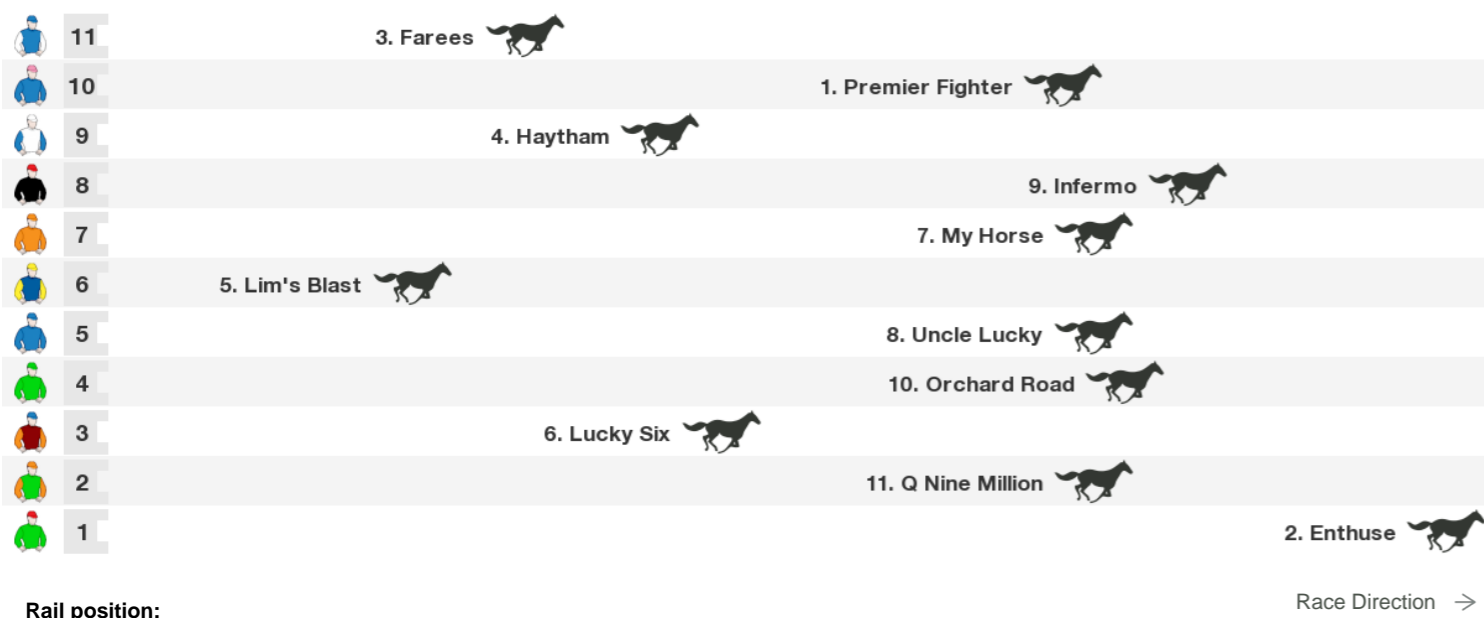 11 3. Farees
10 1. Premier Fighter
9 4. Haytham
8 9. Infermo
7 7. My Horse
6 5. Lim's Blast
5 8. Uncle Lucky
4 10. Orchard Road
3 6. Lucky Six
2 11. Q Nine Million
1 2. Enthuse
Race Direction →
Rail position: